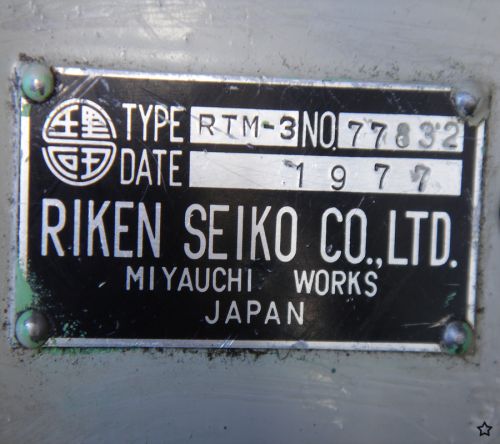 TYPE RTM-3 NO. 77832
DATE 1977
RIKEN SEIKO CO.,LTD.
MIYAUCHI WORKS
JAPAN